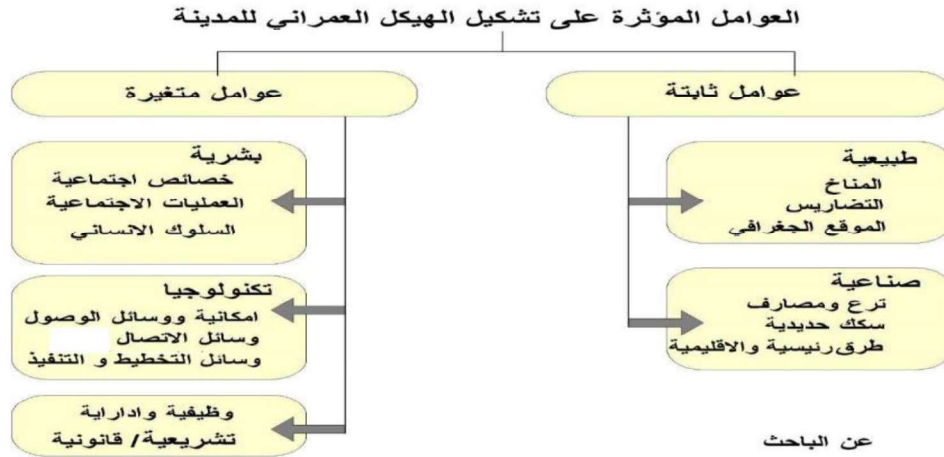 العوامل المؤثرة على تشكيل الهيكل العمراني للمدينة
عوامل ثابتة
طبيعية
المناخ
التضاريس
الموقع الجغرافي
صناعية
ترع ومصارف
سكك حديدية
طرق رئيسية والاقليمية
عوامل متغيرة
بشرية
خصائص اجتماعية
العمليات الاجتماعية
السلوك الانساني
تكنولوجيا
امكانية ووسائل الوصول
وسائل الاتصال
وسائل التخطيط و التنفيذ
وظيفية واداراية
تشريعية/ قانونية
عن الباحث